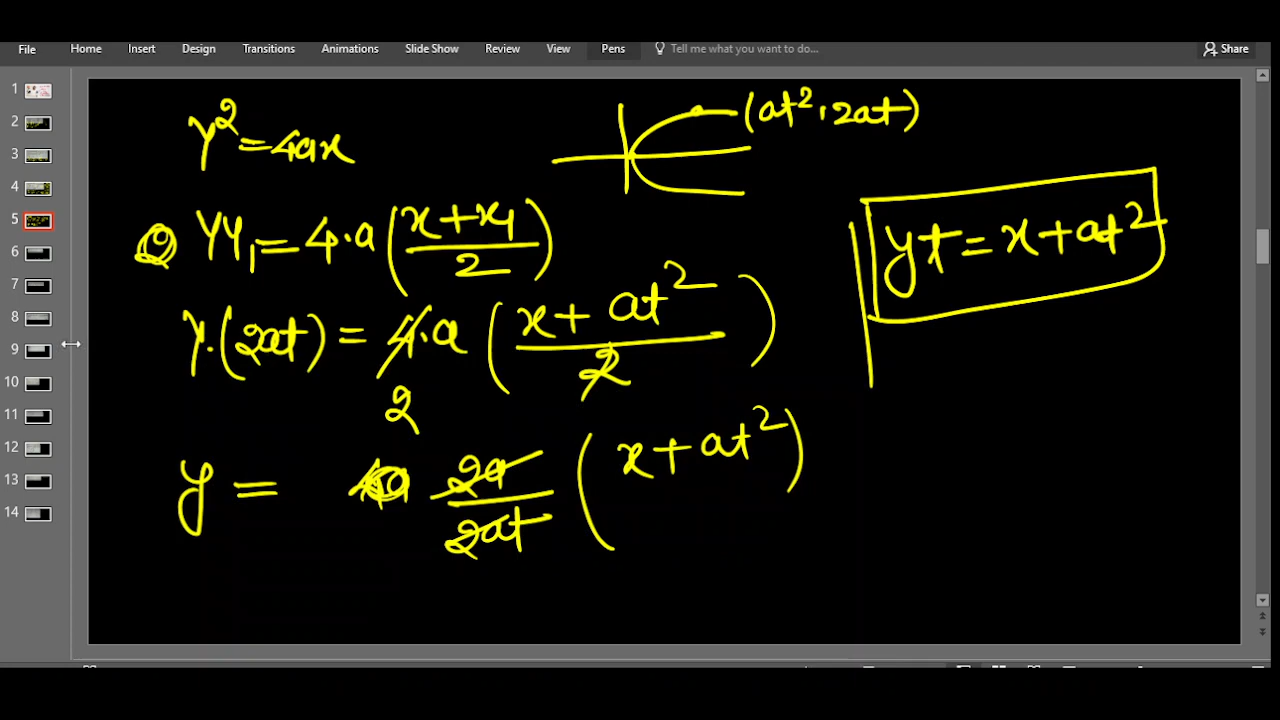 File Home Insert Design Transitions Animations Slide Show Review View Pens Tell me what you want to do... Share
1
2
3
4
5
6
7
8
9
10
11
12
13
14
y² = 4ax
(at², 2at)
yy₁ = 4·a((x+x₁)/2)
y·(2at) = 4·a((x+at²)/2)
2
y = 2a/2at (x+at²)
yt = x+at²